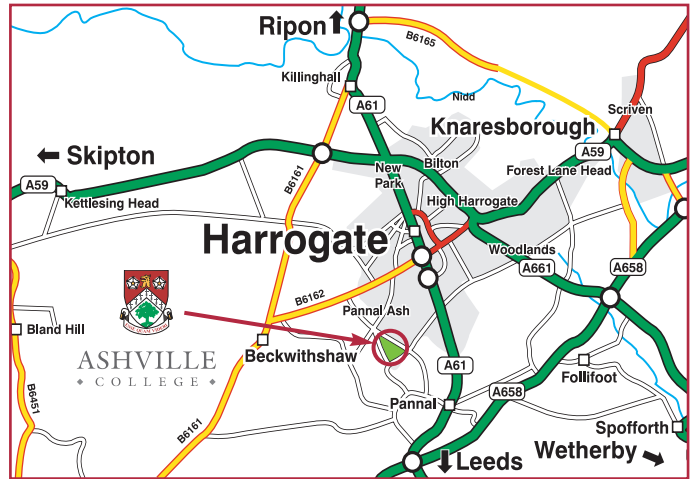 Ripon
B6165
Killinghall
A61
Nidd
Scriven
Knaresborough
A59
Skipton
B6161
New
Park
Bilton
Forest Lane Head
A59
Kettlesing Head
High Harrogate
Harrogate
Woodlands
A661
A658
B6162
Pannal Ash
Bland Hill
Beckwithshaw
ASHVILLE
COLLEGE
A61
Follifoot
B6451
A658
Pannal
B6161
Spofforth
Wetherby
Leeds